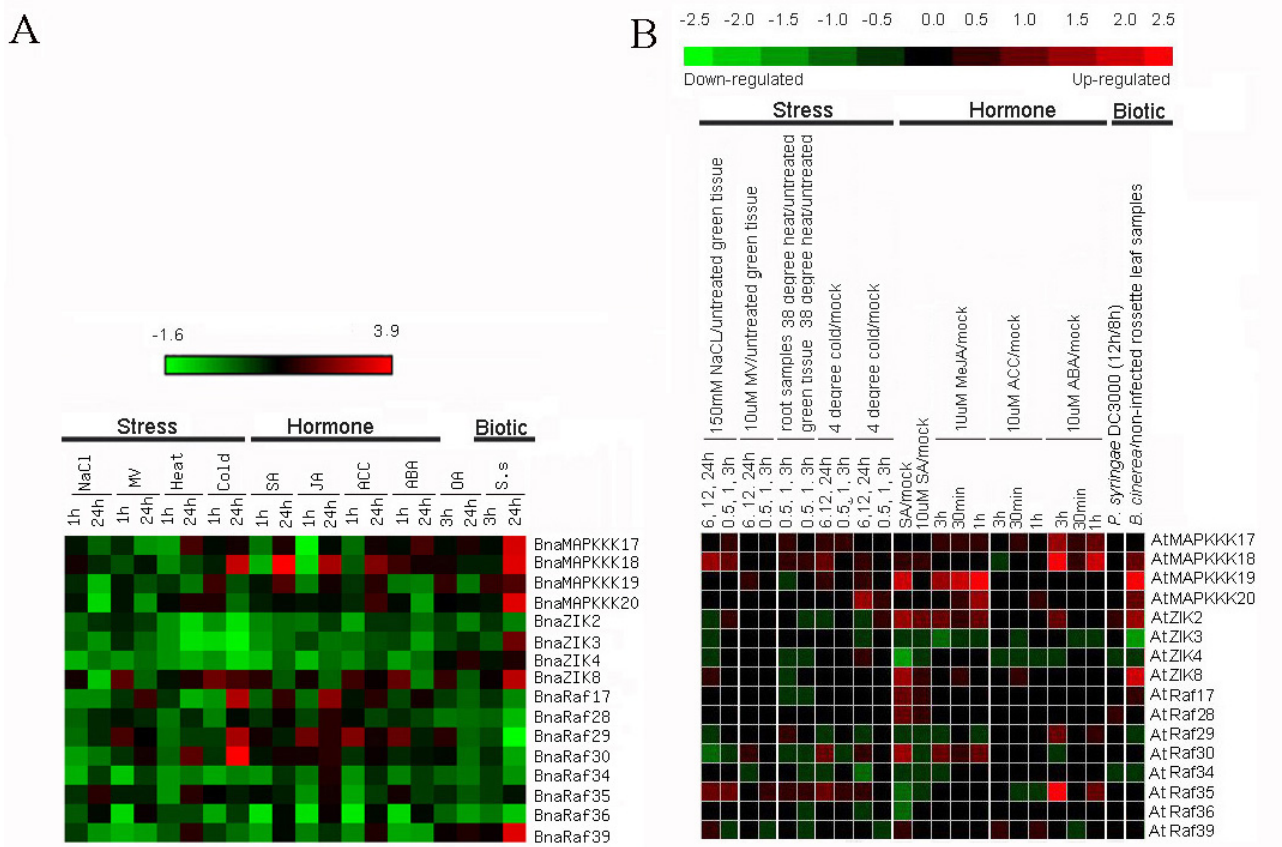 A
-1.6 3.9
Stress Hormone Biotic
NaCl MV Heat Cold SA JA ACC ABA OA S.s
1h 24h 1h 24h 1h 24h 1h 24h 1h 24h 1h 24h 1h 24h 1h 24h 3h 24h 3h 24h
BnaMAPKKK17
BnaMAPKKK18
BnaMAPKKK19
BnaMAPKKK20
BnaZIK2
BnaZIK3
BnaZIK4
BnaZIK8
BnaRaf17
BnaRaf28
BnaRaf29
BnaRaf30
BnaRaf34
BnaRaf35
BnaRaf36
BnaRaf39
B
-2.5 -2.0 -1.5 -1.0 -0.5 0.0 0.5 1.0 1.5 2.0 2.5
Down-regulated Up-regulated
Stress Hormone Biotic
150mM NaCL/untreated green tissue
10uM MV/untreated green tissue
root samples 38 degree heat/untreated
green tissue 38 degree heat/untreated
4 degree cold/mock
4 degree cold/mock
SA/mock
10uM SA/mock
10uM MeJA/mock
10uM ACC/mock
10uM ABA/mock
P. syringae DC3000 (12h/8h)
B. cinerea/non-infected rossette leaf samples
6, 12, 24h
0.5, 1, 3h
6, 12, 24h
0.5, 1, 3h
0.5, 1, 3h
0.5, 1, 3h
6, 12, 24h
0.5, 1, 3h
6, 12, 24h
0.5, 1, 3h
3h
30min
1h
3h
30min
1h
3h
30min
1h
AtMAPKKK17
AtMAPKKK18
AtMAPKKK19
AtMAPKKK20
AtZIK2
AtZIK3
AtZIK4
AtZIK8
AtRaf17
AtRaf28
AtRaf29
AtRaf30
AtRaf34
AtRaf35
AtRaf36
AtRaf39